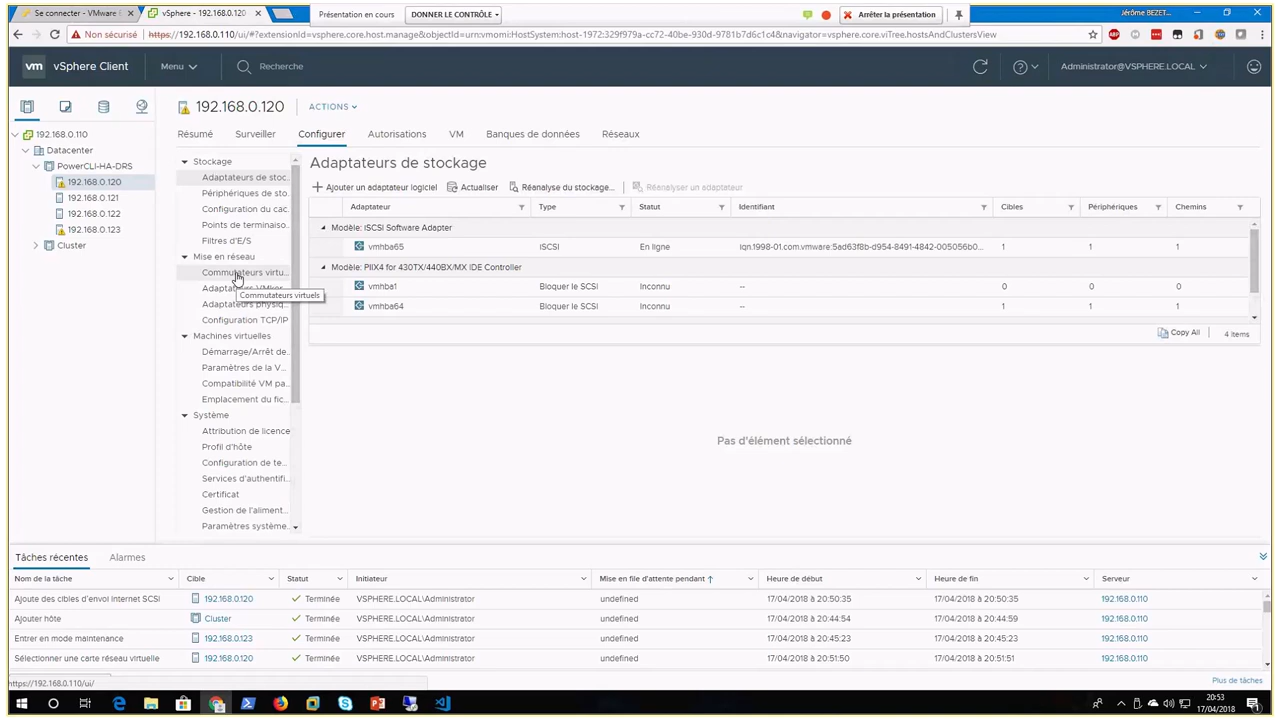 Se connecter - VMware
vSphere - 192.168.0.120
Présentation en cours
DONNER LE CONTRÔLE
Arrêter la présentation
Jérôme BEZET...
Non sécurisé
https://192.168.0.110/ui/#?extensionId=vsphere.core.host.manage&objectId=urn:vmomi:HostSystem:host-1972:329f979a-cc72-40be-930d-9781b71d6c1c4&navigator=vsphere.core.viTree.hostsAndClustersView
ABP
vm vSphere Client
Menu
Recherche
Administrator@VSPHERE.LOCAL
192.168.0.120
ACTIONS
192.168.0.110
Datacenter
PowerCLI-HA-DRS
192.168.0.120
192.168.0.121
192.168.0.122
192.168.0.123
Cluster
Résumé
Surveiller
Configurer
Autorisations
VM
Banques de données
Réseaux
Stockage
Adaptateurs de stoc...
Périphériques de sto...
Configuration du cac...
Points de terminaiso...
Filtres d'E/S
Mise en réseau
Commutateurs virtu...
Commutateurs virtuels
Adaptateurs physiq...
Configuration TCP/IP
Machines virtuelles
Démarrage/Arrêt de...
Paramètres de la V...
Compatibilité VM pa...
Emplacement du fic...
Système
Attribution de licence
Profil d'hôte
Configuration de te...
Services d'authentifi...
Certificat
Gestion de l'aliment...
Paramètres système...
Adaptateurs de stockage
Ajouter un adaptateur logiciel
Actualiser
Réanalyse du stockage...
Réanalyser un adaptateur
Adaptateur Type Statut Identifiant Cibles Périphériques Chemins
Modèle: iSCSI Software Adapter
vmhba65 iSCSI En ligne iqn.1998-01.com.vmware:5ad63f8b-d954-8491-4842-005056b0... 1 1 1
Modèle: PIIX4 for 430TX/440BX/MX IDE Controller
vmhba1 Bloquer le SCSI Inconnu -- 0 0 0
vmhba64 Bloquer le SCSI Inconnu -- 1 1 1
Copy All
4 items
Pas d'élément sélectionné
Tâches récentes
Alarmes
Nom de la tâche Cible Statut Initiateur Mise en file d'attente pendant Heure de début Heure de fin Serveur
Ajoute des cibles d'envoi Internet SCSI 192.168.0.120 Terminée VSPHERE.LOCAL\Administrator undefined 17/04/2018 à 20:50:35 17/04/2018 à 20:50:35 192.168.0.110
Ajouter hôte Cluster Terminée VSPHERE.LOCAL\Administrator undefined 17/04/2018 à 20:44:54 17/04/2018 à 20:44:59 192.168.0.110
Entrer en mode maintenance 192.168.0.123 Terminée VSPHERE.LOCAL\Administrator undefined 17/04/2018 à 20:45:23 17/04/2018 à 20:45:23 192.168.0.110
Sélectionner une carte réseau virtuelle 192.168.0.120 Terminée VSPHERE.LOCAL\Administrator undefined 17/04/2018 à 20:51:50 17/04/2018 à 20:51:51 192.168.0.110
https://192.168.0.110/ui/
Plus de tâches
20:53
17/04/2018